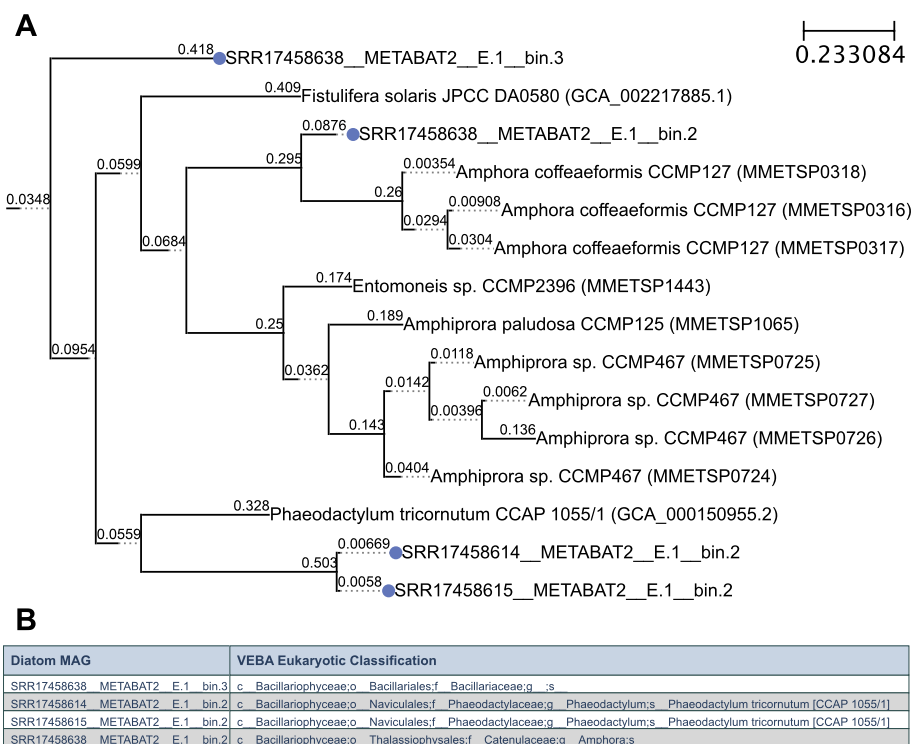 A
0.233084
0.418 SRR17458638__METABAT2__E.1__bin.3
0.409 Fistulifera solaris JPCC DA0580 (GCA_002217885.1)
0.0876 SRR17458638__METABAT2__E.1__bin.2
0.0599
0.295
0.00354 Amphora coffeaeformis CCMP127 (MMETSP0318)
0.0348
0.26
0.00908 Amphora coffeaeformis CCMP127 (MMETSP0316)
0.0294
0.0684
0.0304 Amphora coffeaeformis CCMP127 (MMETSP0317)
0.174 Entomoneis sp. CCMP2396 (MMETSP1443)
0.25
0.189 Amphiprora paludosa CCMP125 (MMETSP1065)
0.0954
0.0362
0.0118 Amphiprora sp. CCMP467 (MMETSP0725)
0.0142
0.0062 Amphiprora sp. CCMP467 (MMETSP0727)
0.00396
0.143
0.136 Amphiprora sp. CCMP467 (MMETSP0726)
0.0404 Amphiprora sp. CCMP467 (MMETSP0724)
0.328 Phaeodactylum tricornutum CCAP 1055/1 (GCA_000150955.2)
0.0559
0.00669 SRR17458614__METABAT2__E.1__bin.2
0.503
0.0058 SRR17458615__METABAT2__E.1__bin.2
B
Diatom MAG VEBA Eukaryotic Classification
SRR17458638__METABAT2__E.1__bin.3 c__Bacillariophyceae;o__Bacillariales;f__Bacillariaceae;g__;s__
SRR17458614__METABAT2__E.1__bin.2 c__Bacillariophyceae;o__Naviculales;f__Phaeodactylaceae;g__Phaeodactylum;s__Phaeodactylum tricornutum [CCAP 1055/1]
SRR17458615__METABAT2__E.1__bin.2 c__Bacillariophyceae;o__Naviculales;f__Phaeodactylaceae;g__Phaeodactylum;s__Phaeodactylum tricornutum [CCAP 1055/1]
SRR17458638__METABAT2__E.1__bin.2 c__Bacillariophyceae;o__Thalassiophysales;f__Catenulaceae;g__Amphora;s__